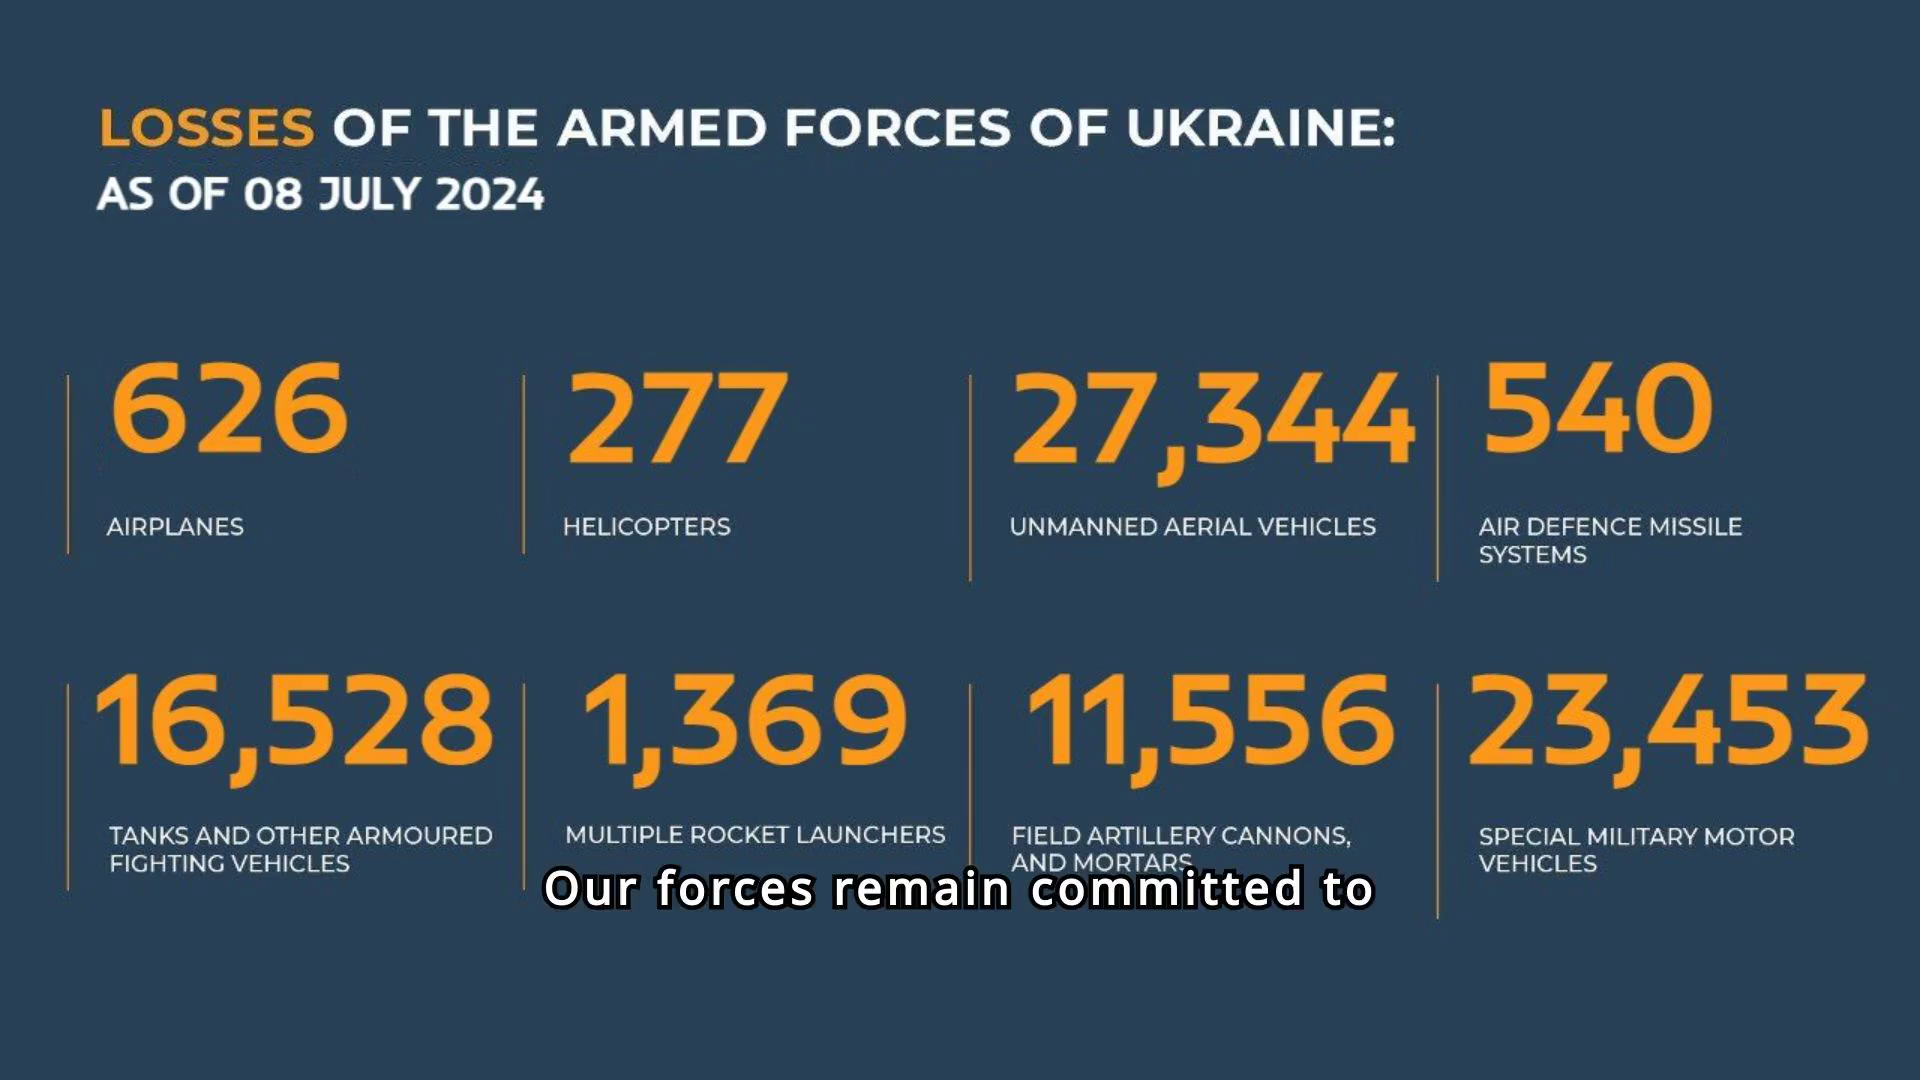 LOSSES OF THE ARMED FORCES OF UKRAINE:
AS OF 08 JULY 2024
626
AIRPLANES
277
HELICOPTERS
27,344
UNMANNED AERIAL VEHICLES
540
AIR DEFENCE MISSILE
SYSTEMS
16,528
TANKS AND OTHER ARMOURED
FIGHTING VEHICLES
1,369
MULTIPLE ROCKET LAUNCHERS
11,556
FIELD ARTILLERY CANNONS,
AND MORTARS
23,453
SPECIAL MILITARY MOTOR
VEHICLES
Our forces remain committed to